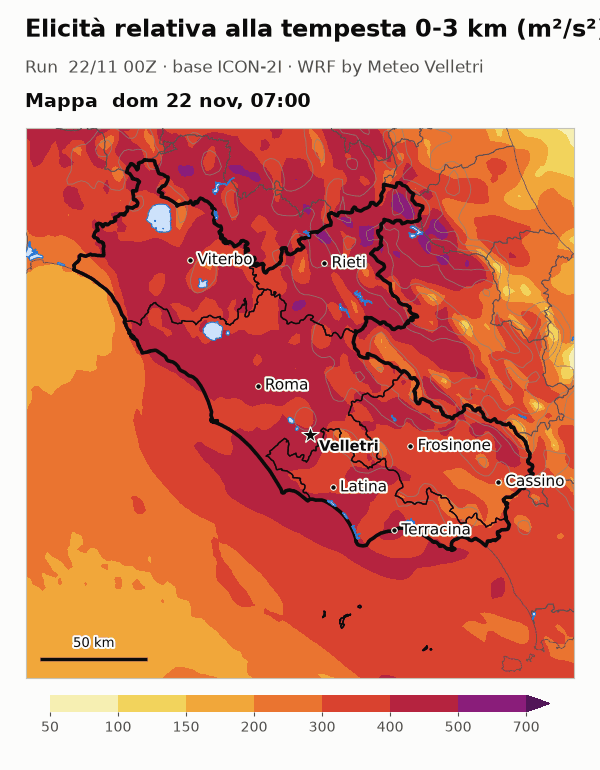 Elicità relativa alla tempesta 0-3 km (m²/s²)
Run 22/11 00Z · base ICON-2I · WRF by Meteo Velletri
Mappa dom 22 nov, 07:00
Viterbo
Rieti
Roma
Velletri
Frosinone
Latina
Cassino
Terracina
50 km
50 100 150 200 300 400 500 700